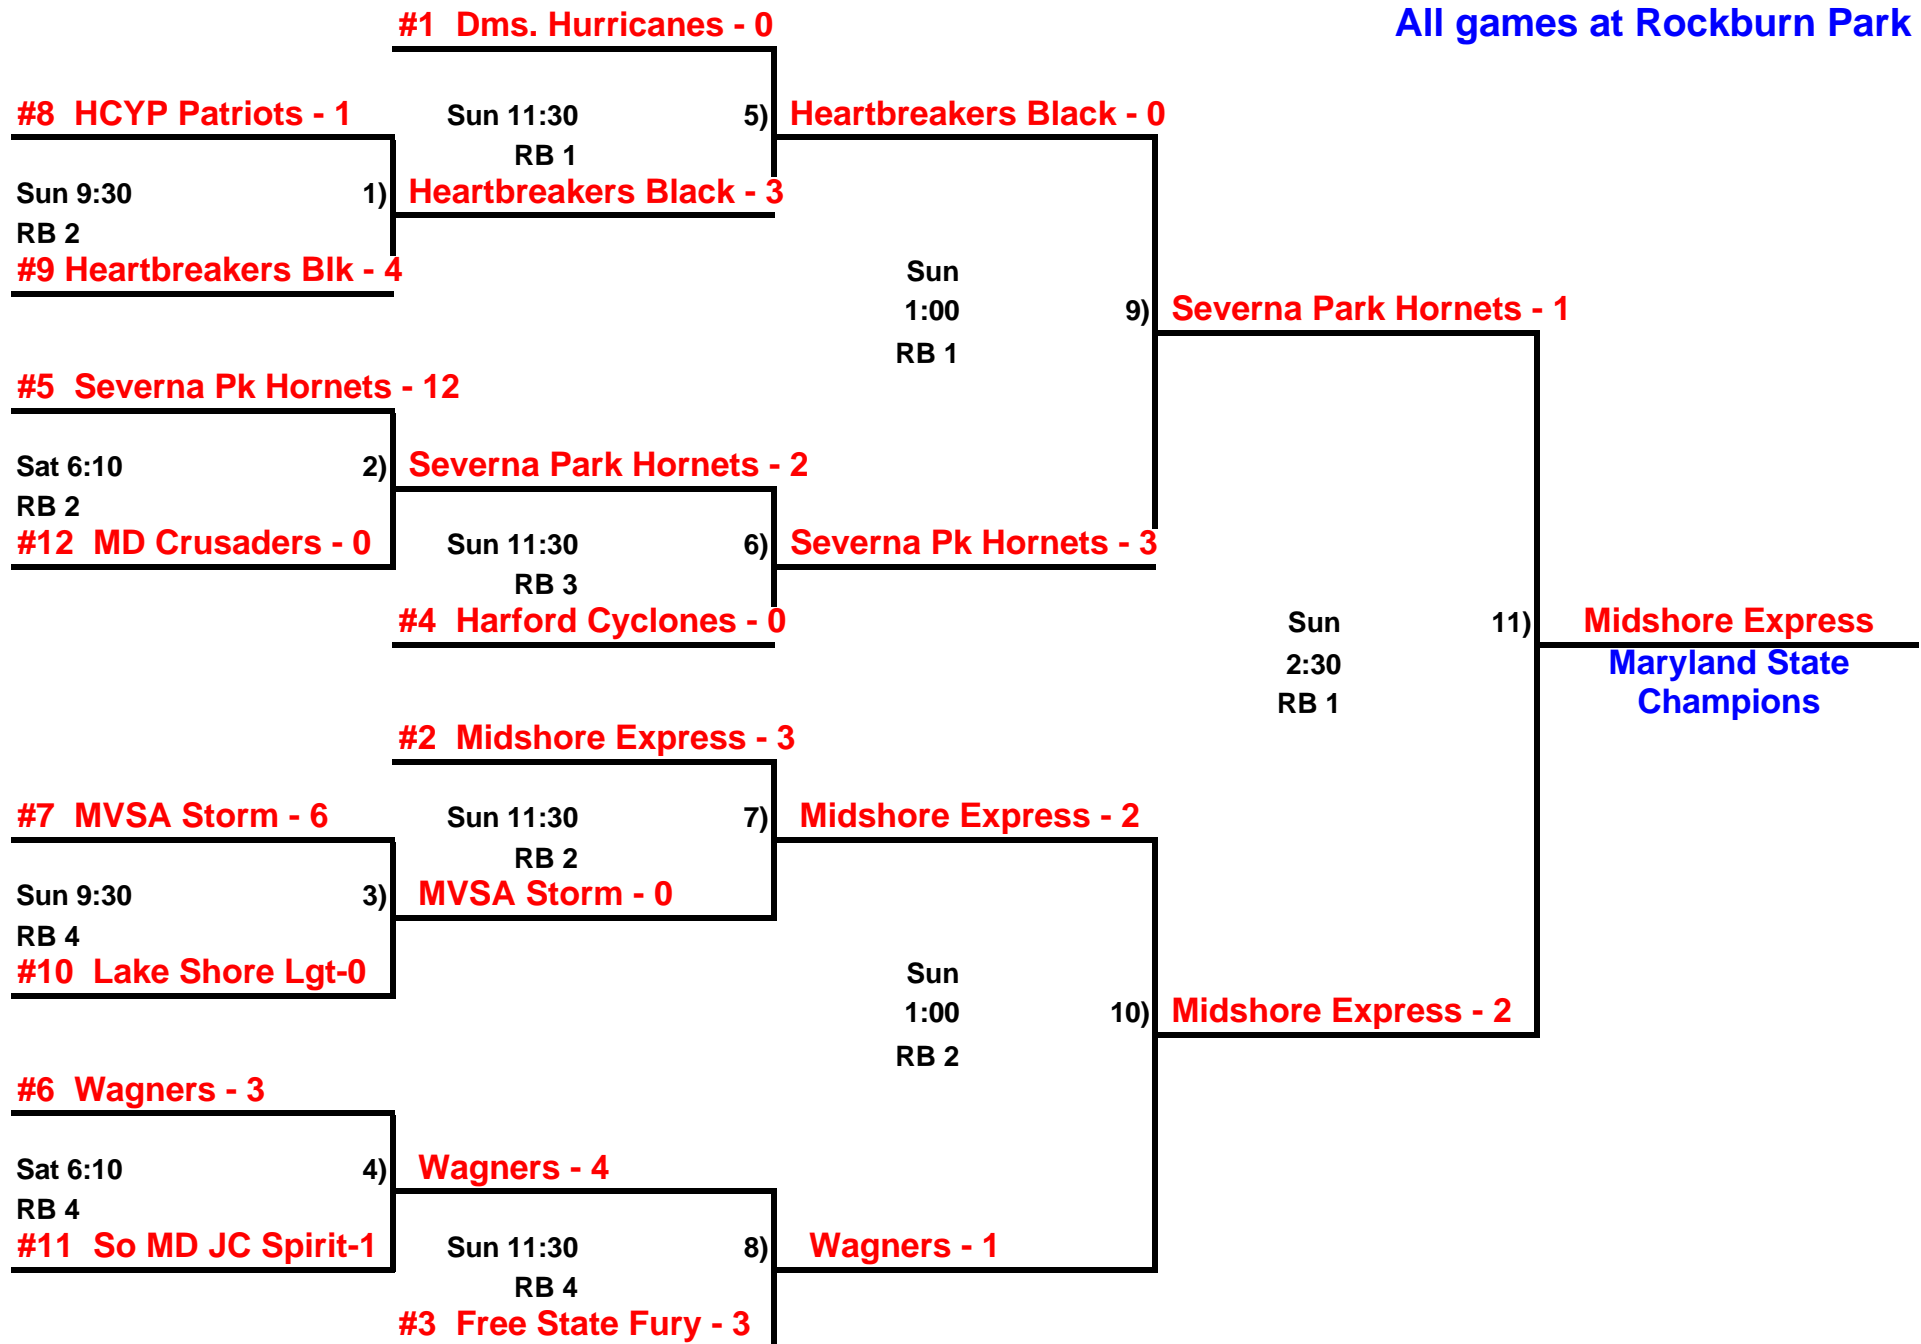 #1 Dms. Hurricanes - 0
All games at Rockburn Park
#8 HCYP Patriots - 1
Sun 11:30
5)
Heartbreakers Black - 0
RB 1
Sun 9:30
1)
Heartbreakers Black - 3
RB 2
#9 Heartbreakers Blk - 4
Sun
1:00
9)
Severna Park Hornets - 1
RB 1
#5 Severna Pk Hornets - 12
Sat 6:10
2)
Severna Park Hornets - 2
RB 2
#12 MD Crusaders - 0
Sun 11:30
6)
Severna Pk Hornets - 3
RB 3
#4 Harford Cyclones - 0
Sun
11)
Midshore Express
2:30
Maryland State
RB 1
Champions
#2 Midshore Express - 3
#7 MVSA Storm - 6
Sun 11:30
7)
Midshore Express - 2
RB 2
Sun 9:30
3)
MVSA Storm - 0
RB 4
#10 Lake Shore Lgt-0
Sun
1:00
10)
Midshore Express - 2
RB 2
#6 Wagners - 3
Sat 6:10
4)
Wagners - 4
RB 4
#11 So MD JC Spirit-1
Sun 11:30
8)
Wagners - 1
RB 4
#3 Free State Fury - 3